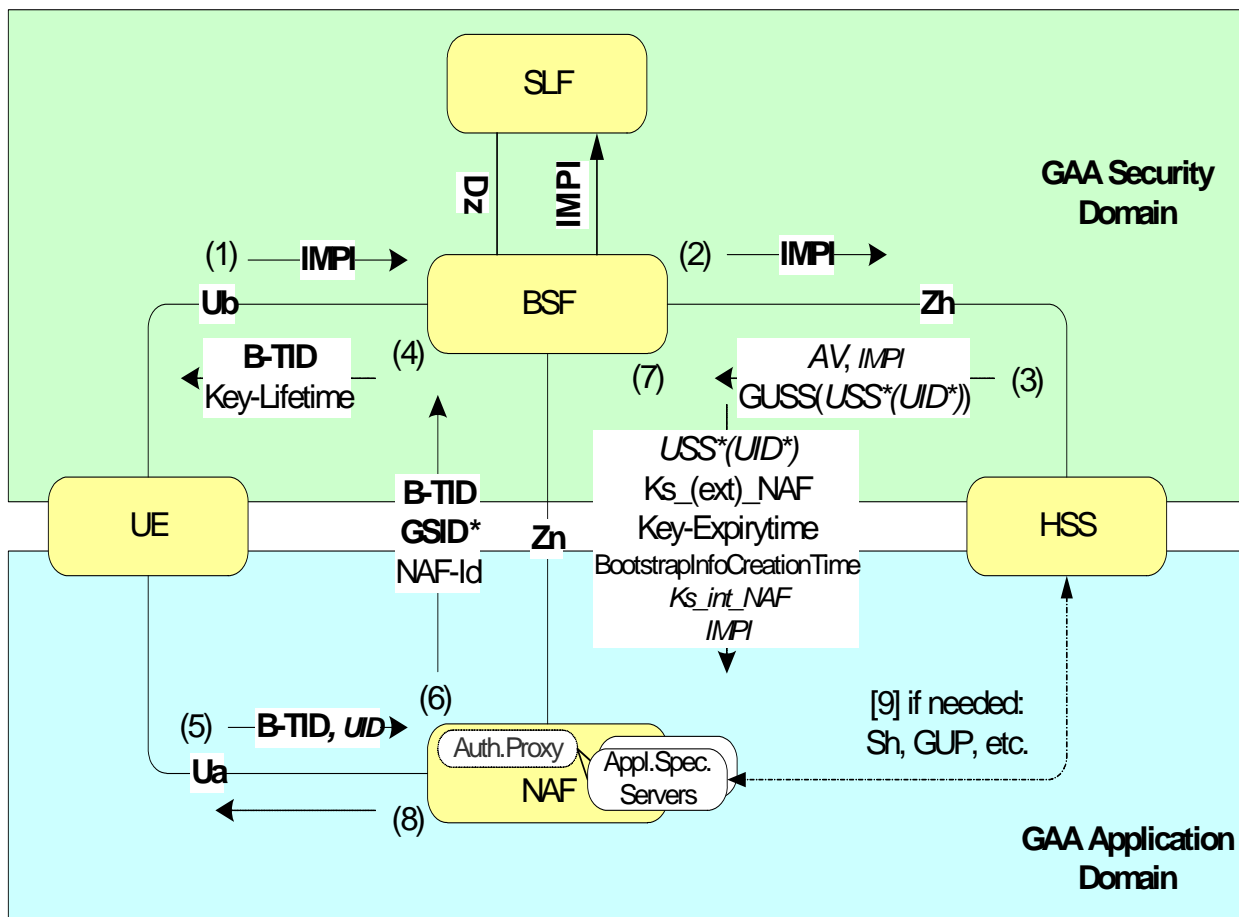 SLF
Dz
IMPI
GAA Security
Domain
(1)
IMPI
(2)
IMPI
Ub
BSF
Zh
B-TID
Key-Lifetime
(4)
(7)
AV, IMPI
GUSS(USS*(UID*))
(3)
USS*(UID*)
Ks_(ext)_NAF
Key-Expirytime
BootstrapInfoCreationTime
Ks_int_NAF
IMPI
B-TID
GSID*
NAF-Id
Zn
UE
HSS
(6)
(5)
B-TID, UID
[9] if needed:
Sh, GUP, etc.
Auth.Proxy
NAF
Appl.Spec.
Servers
Ua
(8)
GAA Application
Domain